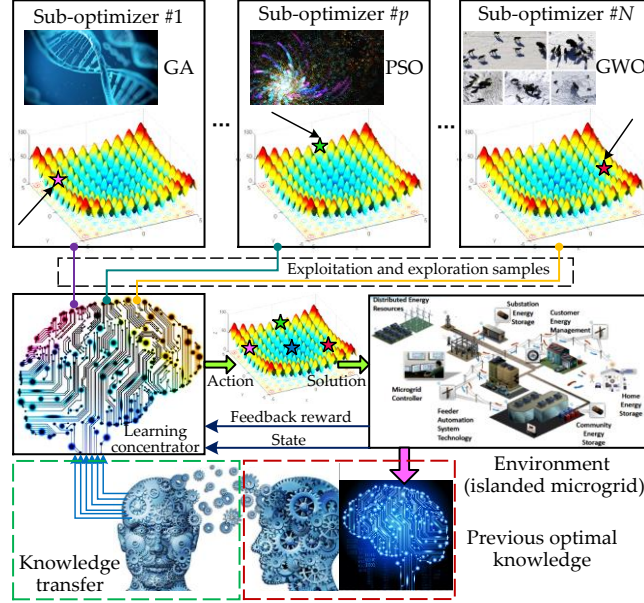 Sub-optimizer #1
Sub-optimizer #p
Sub-optimizer #N
GA
PSO
GWO
...
...
Exploitation and exploration samples
Action
Solution
Learning
concentrator
Feedback reward
State
Distributed Energy
Resources
Substation
Energy
Storage
Customer
Energy
Management
Microgrid
Controller
Home
Energy
Storage
Feeder
Automation
System
Technology
Community
Energy
Storage
Environment
(islanded microgrid)
Previous optimal
knowledge
Knowledge
transfer